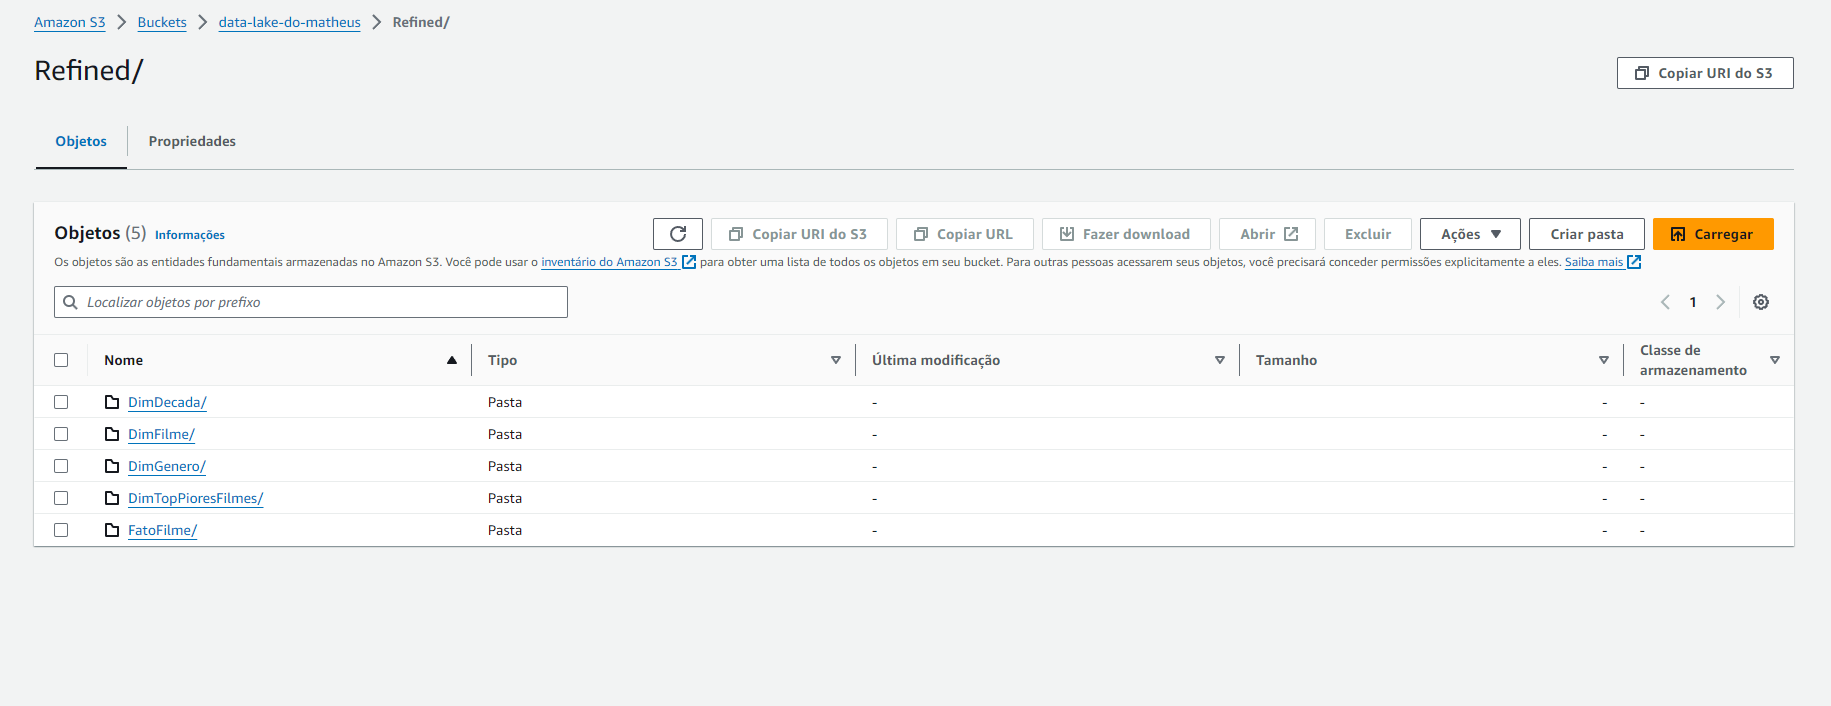 Amazon S3 > Buckets > data-lake-do-matheus > Refined/
Refined/
Copiar URI do S3
Objetos
Propriedades
Objetos (5) Informações
Copiar URI do S3
Copiar URL
Fazer download
Abrir
Excluir
Ações
Criar pasta
Carregar
Os objetos são as entidades fundamentais armazenadas no Amazon S3. Você pode usar o inventário do Amazon S3 para obter uma lista de todos os objetos em seu bucket. Para outras pessoas acessarem seus objetos, você precisará conceder permissões explicitamente a eles. Saiba mais
Localizar objetos por prefixo
1
Nome
Tipo
Última modificação
Tamanho
Classe de
armazenamento
DimDecada/ Pasta - - -
DimFilme/ Pasta - - -
DimGenero/ Pasta - - -
DimTopPioresFilmes/ Pasta - - -
FatoFilme/ Pasta - - -